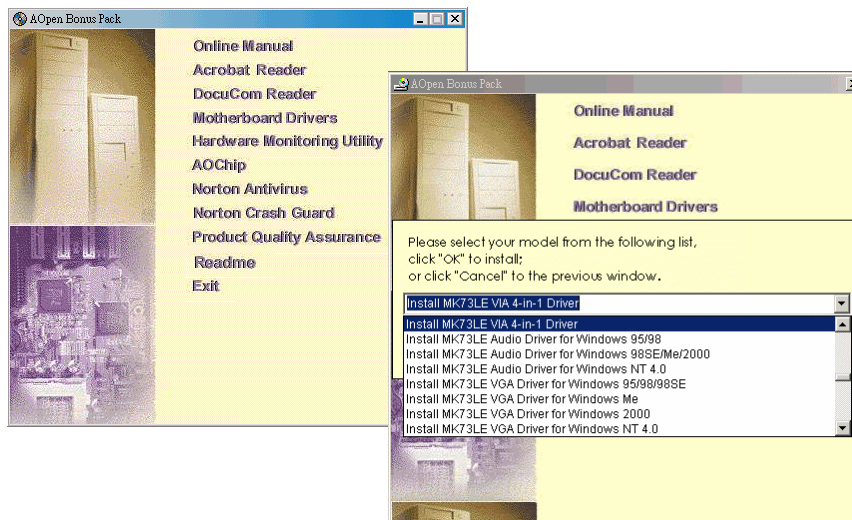 AOpen Bonus Pack
Online Manual
Acrobat Reader
DocuCom Reader
Motherboard Drivers
Hardware Monitoring Utility
AOChip
Norton Antivirus
Norton Crash Guard
Product Quality Assurance
Readme
Exit
AOpen Bonus Pack
Online Manual
Acrobat Reader
DocuCom Reader
Motherboard Drivers
Please select your model from the following list,
click "OK" to install;
or click "Cancel" to the previous window.
Install MK73LE VIA 4-in-1 Driver
Install MK73LE VIA 4-in-1 Driver
Install MK73LE Audio Driver for Windows 95/98
Install MK73LE Audio Driver for Windows 98SE/Me/2000
Install MK73LE Audio Driver for Windows NT 4.0
Install MK73LE VGA Driver for Windows 95/98/98SE
Install MK73LE VGA Driver for Windows Me
Install MK73LE VGA Driver for Windows 2000
Install MK73LE VGA Driver for Windows NT 4.0